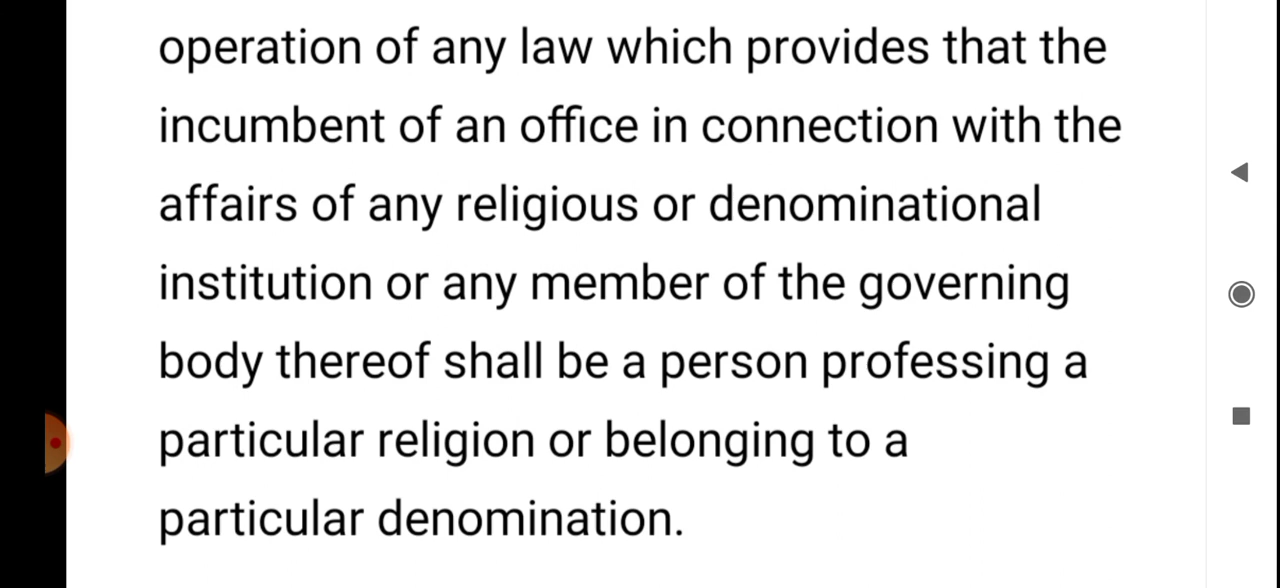 operation of any law which provides that the
incumbent of an office in connection with the
affairs of any religious or denominational
institution or any member of the governing
body thereof shall be a person professing a
particular religion or belonging to a
particular denomination.